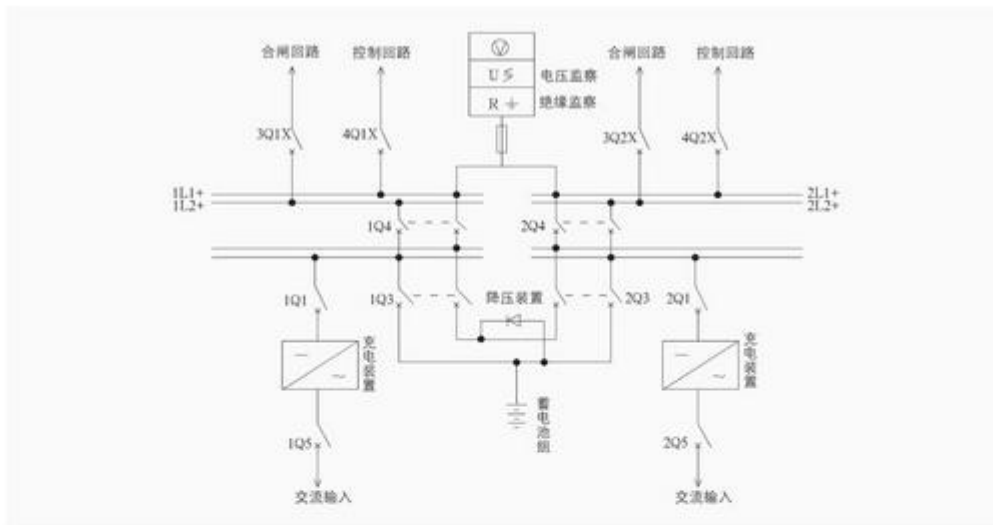 合闸回路
控制回路
V
U
电压监察
R
绝缘监察
合闸回路
控制回路
3Q1X
4Q1X
3Q2X
4Q2X
1L1+
1L2+
2L1+
2L2+
1Q4
2Q4
1Q1
1Q3
降压装置
2Q3
2Q1
充电装置
充电装置
蓄电池组
1Q5
2Q5
交流输入
交流输入